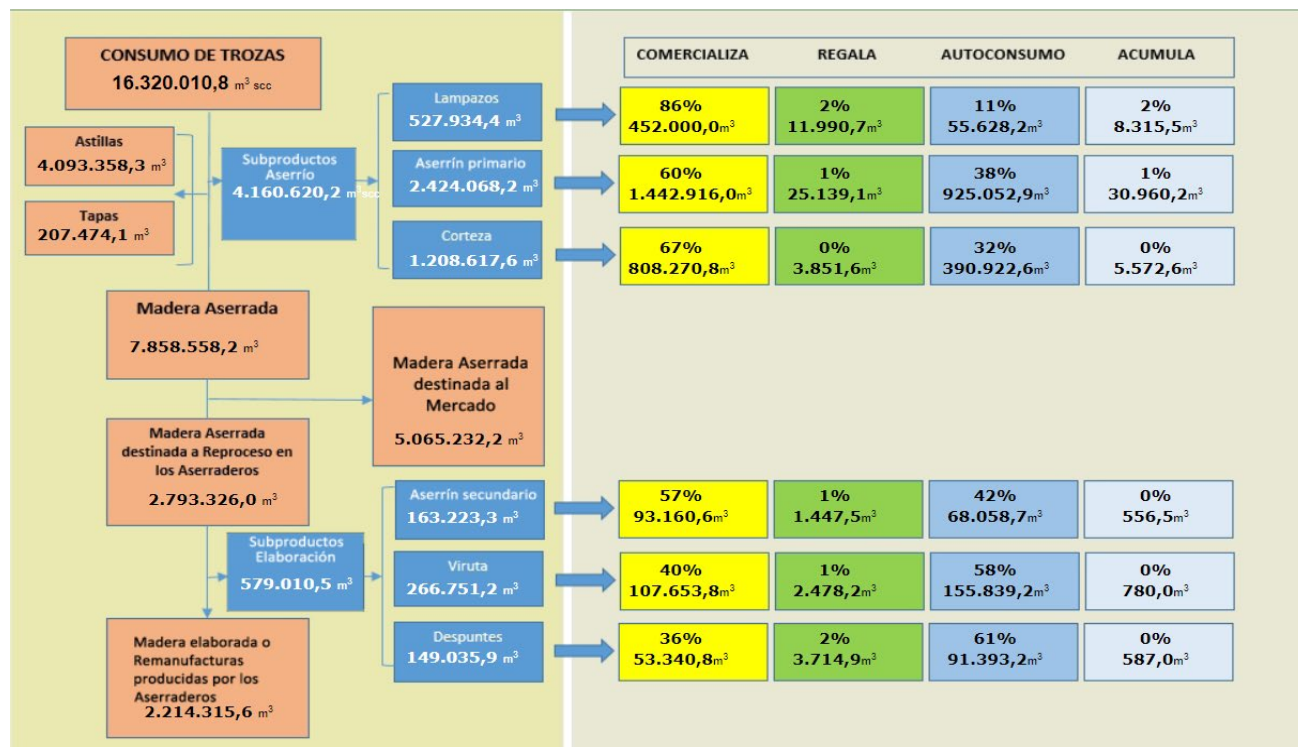 CONSUMO DE TROZAS
16.320.010,8 m³ scc
Astillas
4.093.358,3 m³
Tapas
207.474,1 m³
Subproductos
Aserrío
4.160.620,2 m³scc
Lampazos
527.934,4 m³
Aserrín primario
2.424.068,2 m³
Corteza
1.208.617,6 m³
COMERCIALIZA REGALA AUTOCONSUMO ACUMULA
86% 2% 11% 2%
452.000,0m³ 11.990,7m³ 55.628,2m³ 8.315,5m³
60% 1% 38% 1%
1.442.916,0m³ 25.139,1m³ 925.052,9m³ 30.960,2m³
67% 0% 32% 0%
808.270,8m³ 3.851,6m³ 390.922,6m³ 5.572,6m³
Madera Aserrada
7.858.558,2 m³
Madera Aserrada
destinada al
Mercado
5.065.232,2 m³
Madera Aserrada
destinada a Reproceso en
los Aserraderos
2.793.326,0 m³
Subproductos
Elaboración
579.010,5 m³
Aserrín secundario
163.223,3 m³
Viruta
266.751,2 m³
Despuntes
149.035,9 m³
57% 1% 42% 0%
93.160,6m³ 1.447,5m³ 68.058,7m³ 556,5m³
40% 1% 58% 0%
107.653,8m³ 2.478,2m³ 155.839,2m³ 780,0m³
36% 2% 61% 0%
53.340,8m³ 3.714,9m³ 91.393,2m³ 587,0m³
Madera elaborada o
Remanufacturas
producidas por los
Aserraderos
2.214.315,6 m³